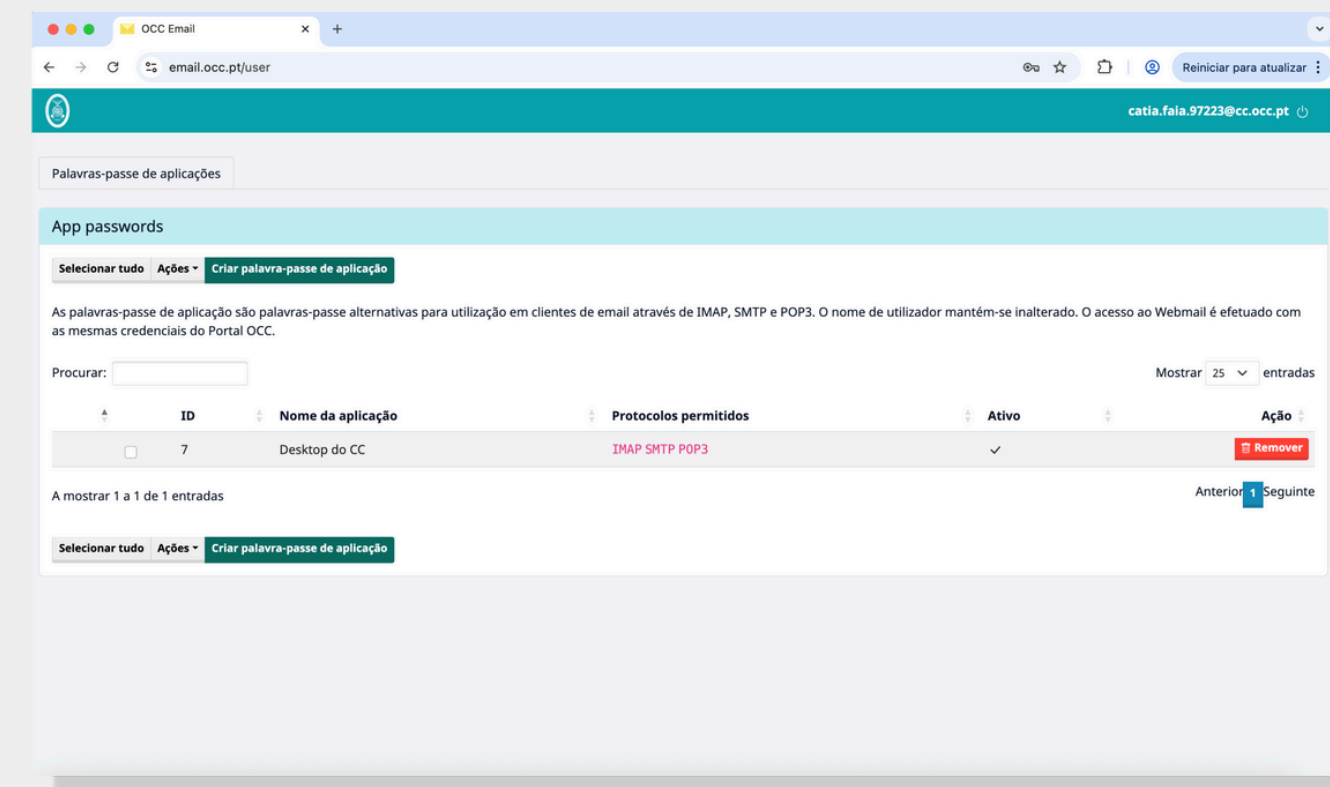 OCC Email
email.occ.pt/user
Reiniciar para atualizar
catia.faia.97223@cc.occ.pt
Palavras-passe de aplicações
App passwords
Selecionar tudo Ações Criar palavra-passe de aplicação
As palavras-passe de aplicação são palavras-passe alternativas para utilização em clientes de email através de IMAP, SMTP e POP3. O nome de utilizador mantém-se inalterado. O acesso ao Webmail é efetuado com
as mesmas credenciais do Portal OCC.
Procurar: Mostrar 25 entradas
ID Nome da aplicação Protocolos permitidos Ativo Ação
7 Desktop do CC IMAP SMTP POP3 Remover
A mostrar 1 a 1 de 1 entradas Anterior 1 Seguinte
Selecionar tudo Ações Criar palavra-passe de aplicação